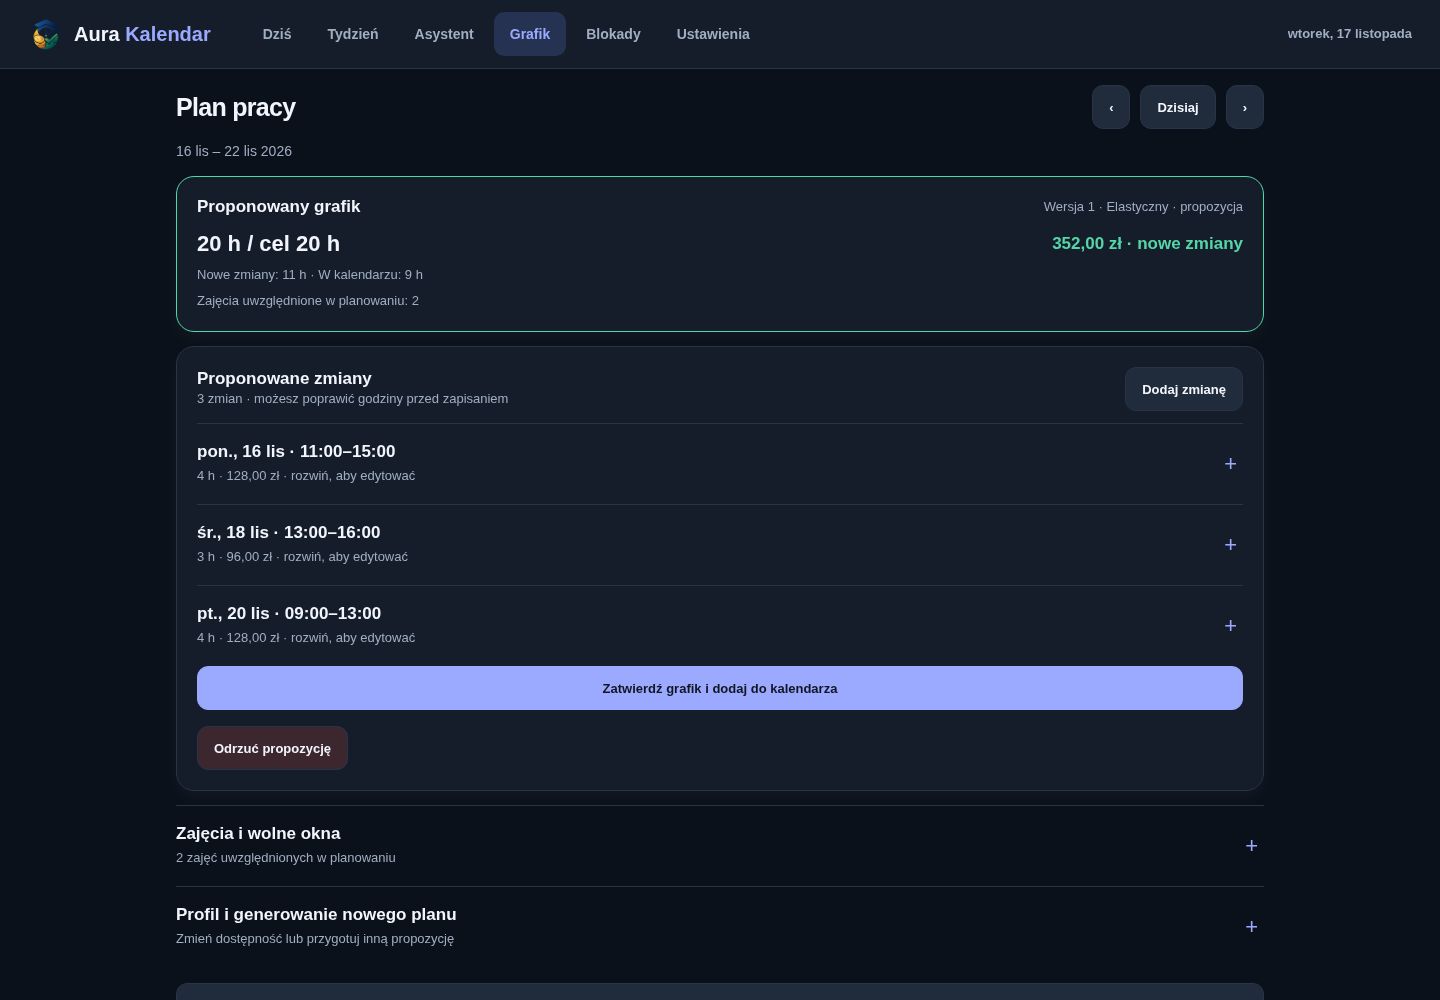 Aura Kalendar
Dziś
Tydzień
Asystent
Grafik
Blokady
Ustawienia
wtorek, 17 listopada
Plan pracy
‹
Dzisiaj
›
16 lis – 22 lis 2026
Proponowany grafik
Wersja 1 · Elastyczny · propozycja
20 h / cel 20 h
352,00 zł · nowe zmiany
Nowe zmiany: 11 h · W kalendarzu: 9 h
Zajęcia uwzględnione w planowaniu: 2
Proponowane zmiany
3 zmian · możesz poprawić godziny przed zapisaniem
Dodaj zmianę
pon., 16 lis · 11:00–15:00
4 h · 128,00 zł · rozwiń, aby edytować
+
śr., 18 lis · 13:00–16:00
3 h · 96,00 zł · rozwiń, aby edytować
+
pt., 20 lis · 09:00–13:00
4 h · 128,00 zł · rozwiń, aby edytować
+
Zatwierdź grafik i dodaj do kalendarza
Odrzuć propozycję
Zajęcia i wolne okna
2 zajęć uwzględnionych w planowaniu
+
Profil i generowanie nowego planu
Zmień dostępność lub przygotuj inną propozycję
+